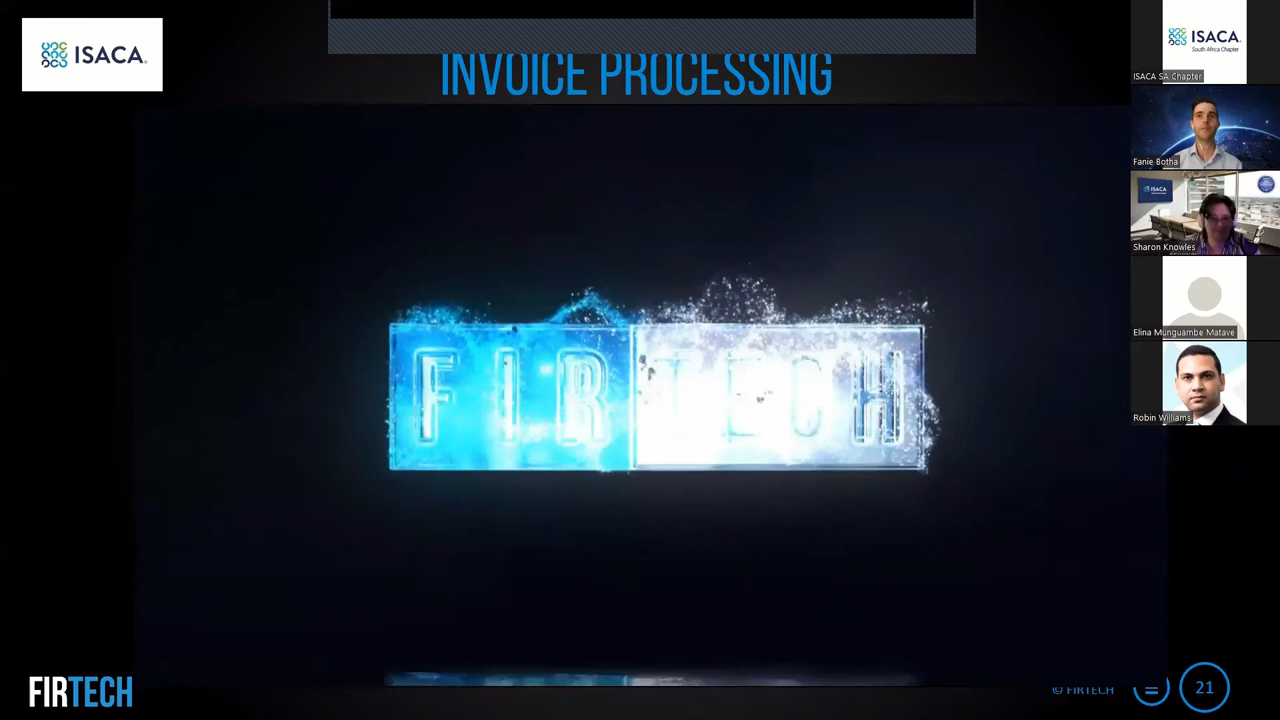 ISACA.
INVOICE PROCESSING
ISACA.
South Africa Chapter
ISACA SA Chapter
Fanie Botha
ISACA
Sharon Knowles
Elina Munguambe Matave
Robin Williams
FIRTECH
FIRTECH
© FIRTECH
21